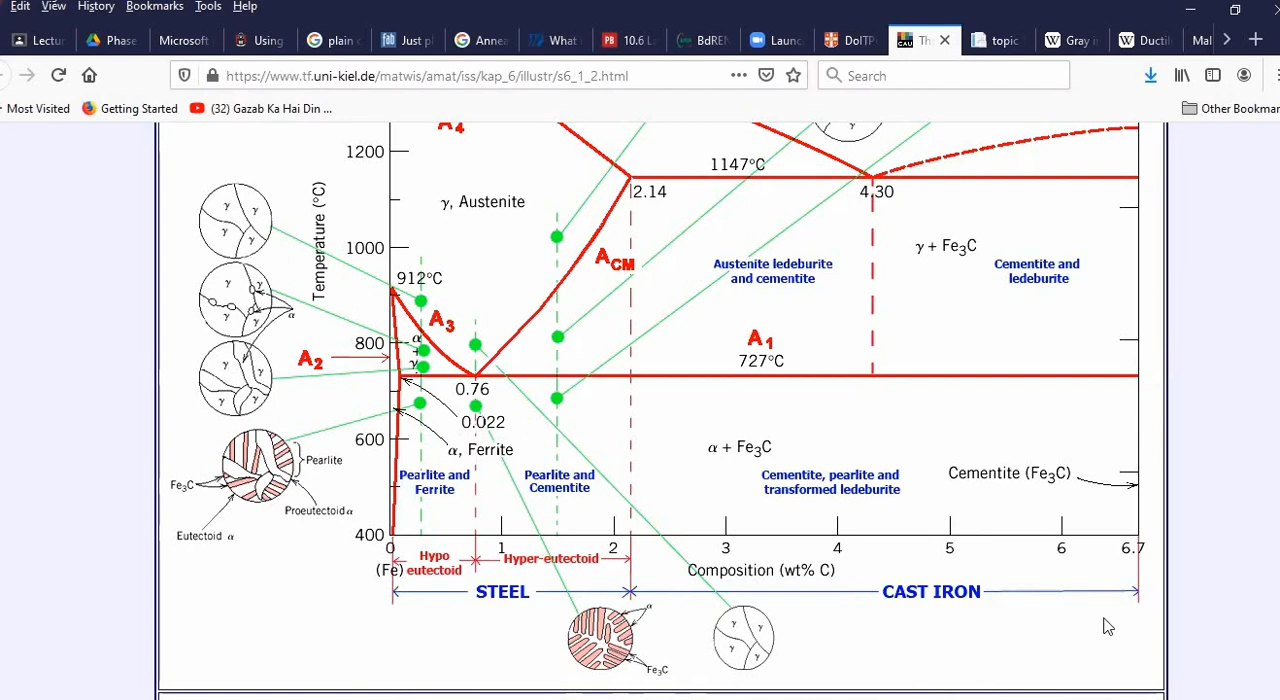 Edit View History Bookmarks Tools Help
Lectu Phase Microsoft Using plain Just Annea What 10.6 L BdREN Launc DoITP Th topic Gray i Ductil Mal
https://www.tf.uni-kiel.de/matwis/amat/iss/kap_6/illustr/s6_1_2.html
Search
Most Visited Getting Started (32) Gazab Ka Hai Din ... Other Bookmar
A4
γ
1200
1147°C
2.14
4.30
γ, Austenite
γ γ γ
Temperature (°C)
1000
γ + Fe3C
ACM
Austenite ledeburite
and cementite
Cementite and
ledeburite
912°C
γ γ γ γ α
A3
α
+
γ
800
A1
727°C
A2
γ γ γ γ
0.76
0.022
600
α, Ferrite
α + Fe3C
Pearlite
Fe3C
Proeutectoid α
Eutectoid α
Pearlite and
Ferrite
Pearlite and
Cementite
Cementite, pearlite and
transformed ledeburite
Cementite (Fe3C)
400
0 1 2 3 4 5 6 6.7
(Fe)
Hypo
eutectoid
Hyper-eutectoid
Composition (wt% C)
STEEL
CAST IRON
α
Fe3C
γ γ γ γ